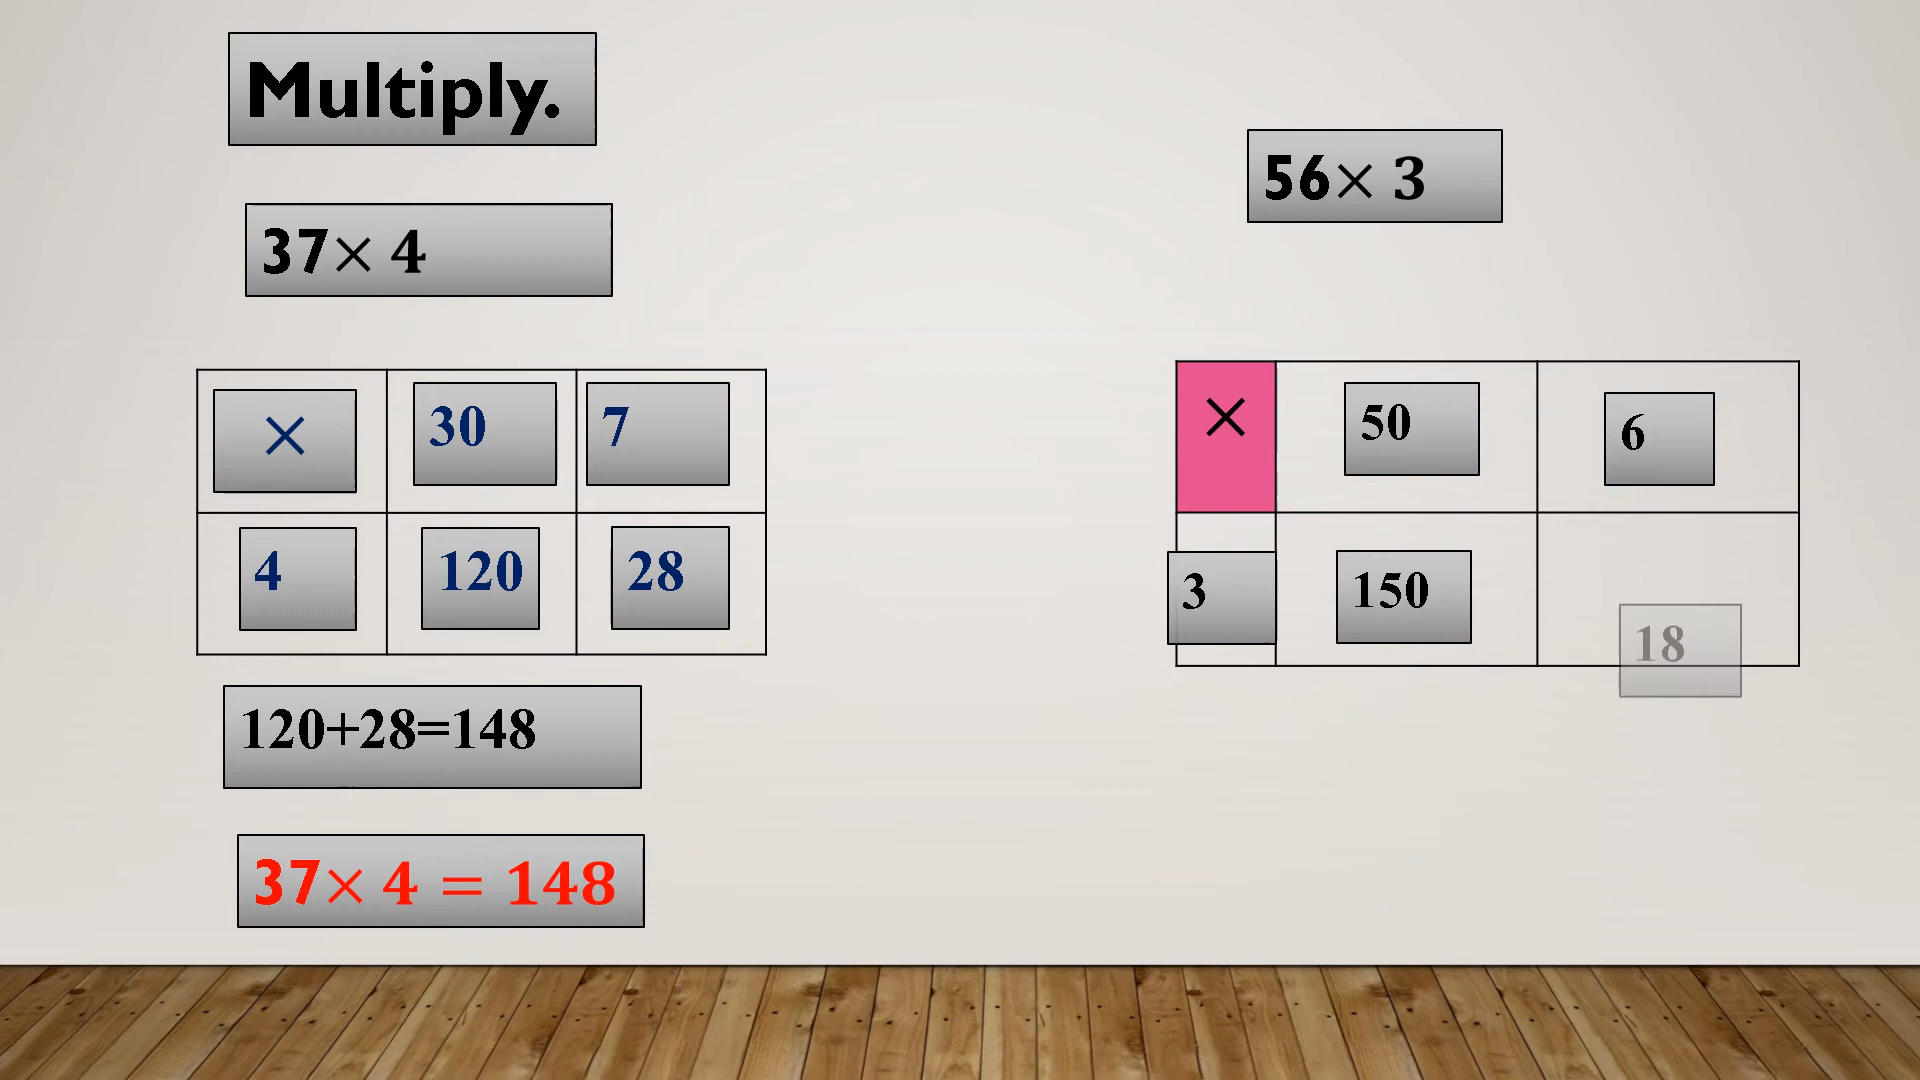 Multiply.
37× 4
× 30 7
4 120 28
120+28=148
37× 4 = 148
56× 3
× 50 6
3 150 18